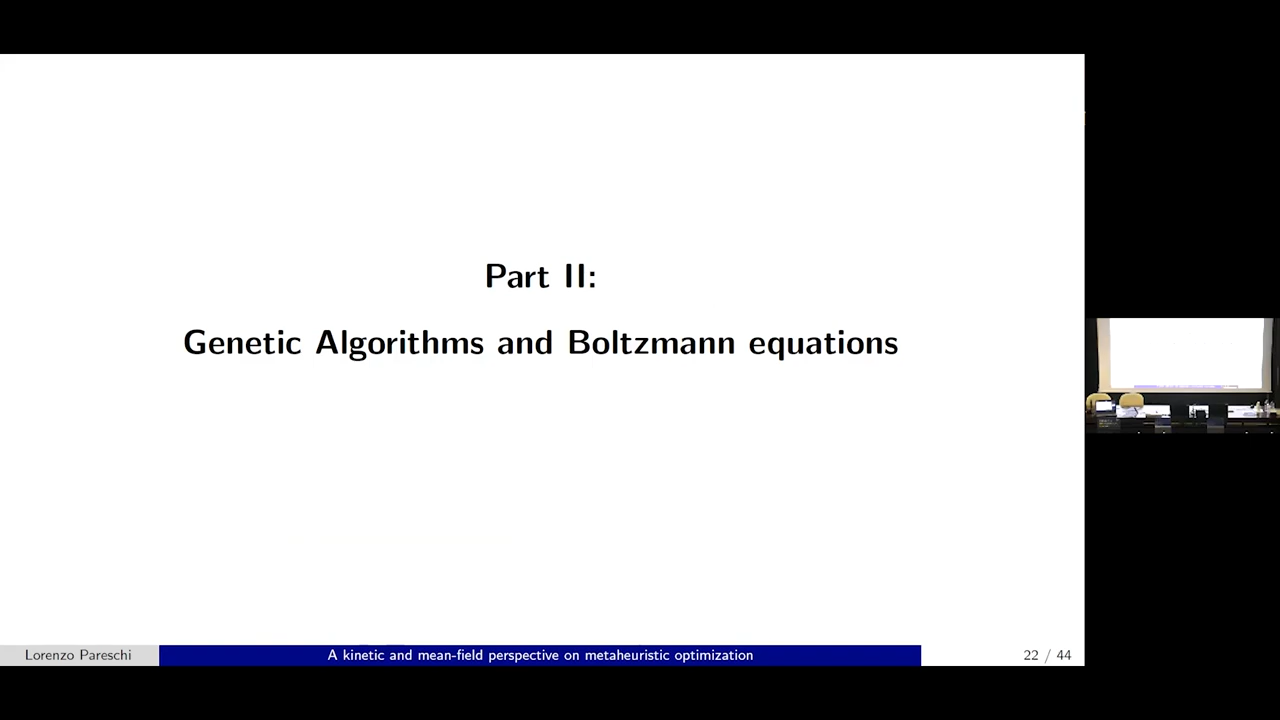 Part II:
Genetic Algorithms and Boltzmann equations
Lorenzo Pareschi
A kinetic and mean-field perspective on metaheuristic optimization
22 / 44